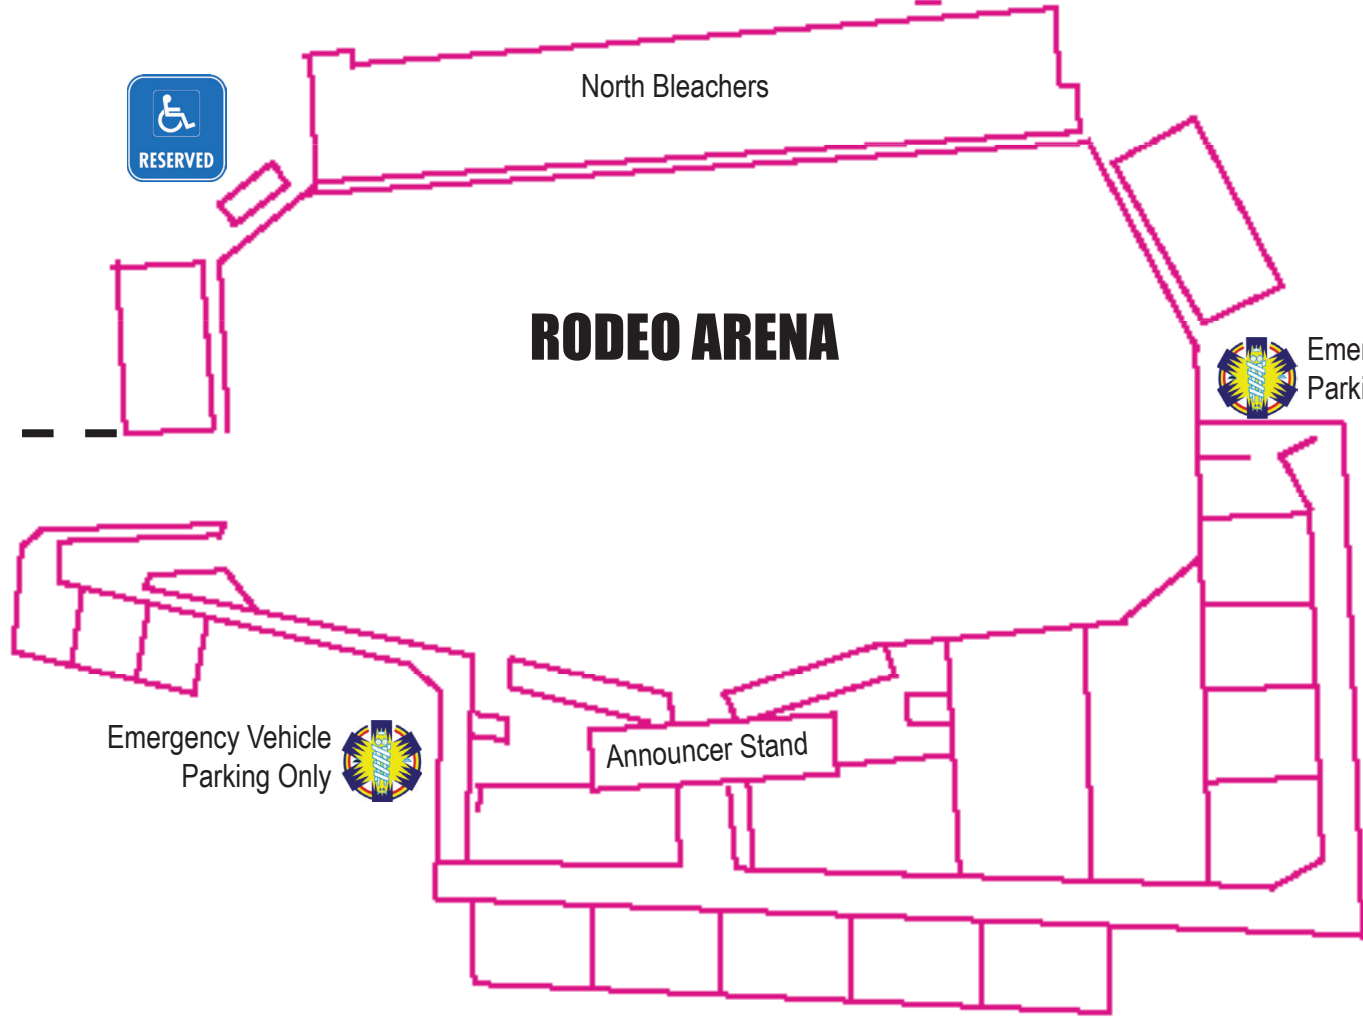 North Bleachers
RESERVED
RODEO ARENA
Emergency Vehicle
Parking Only
Announcer Stand